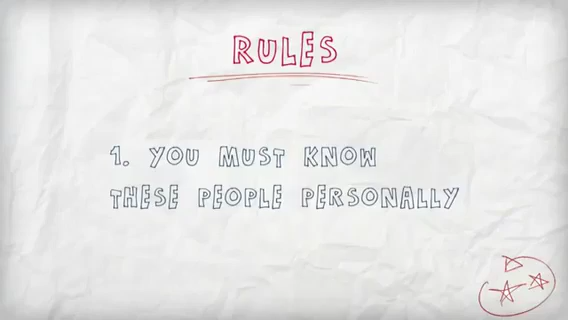 RULES
1. YOU MUST KNOW
THESE PEOPLE PERSONALLY